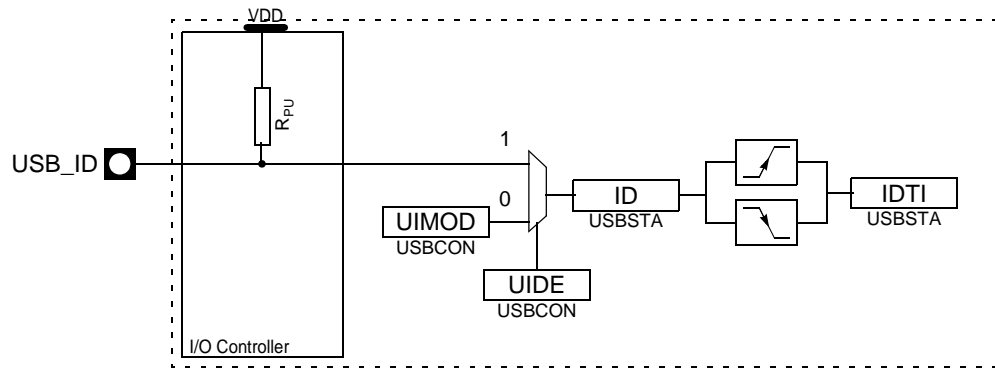 VDD
RPU
USB_ID
1
0
UIMOD
USBCON
UIDE
USBCON
ID
USBSTA
IDTI
USBSTA
I/O Controller